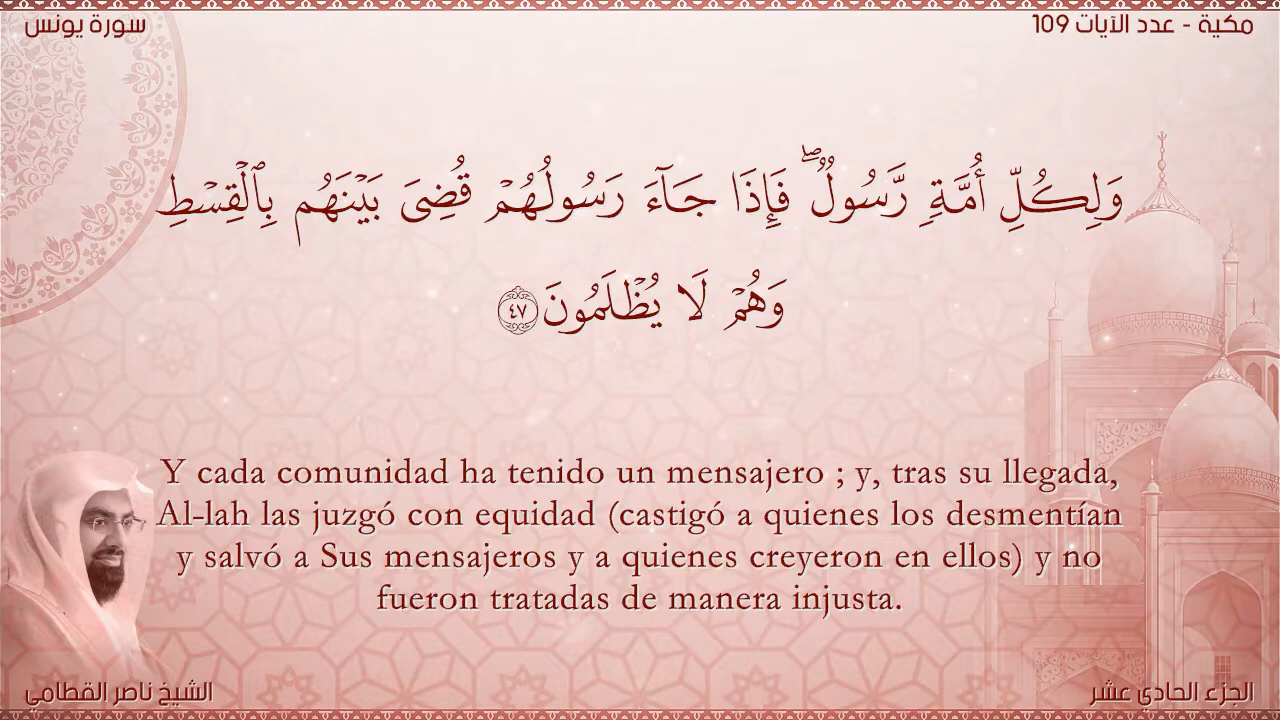 مكية - عدد الآيات 109
سورة يونس
وَلِكُلِّ أُمَّةٍ رَّسُولٌ ۖ فَإِذَا جَآءَ رَسُولُهُمْ قُضِىَ بَيْنَهُم بِٱلْقِسْطِ
وَهُمْ لَا يُظْلَمُونَ ٤٧
Y cada comunidad ha tenido un mensajero ; y, tras su llegada,
Al-lah las juzgó con equidad (castigó a quienes los desmentían
y salvó a Sus mensajeros y a quienes creyeron en ellos) y no
fueron tratadas de manera injusta.
الجزء الحادي عشر
الشيخ ناصر القطامي